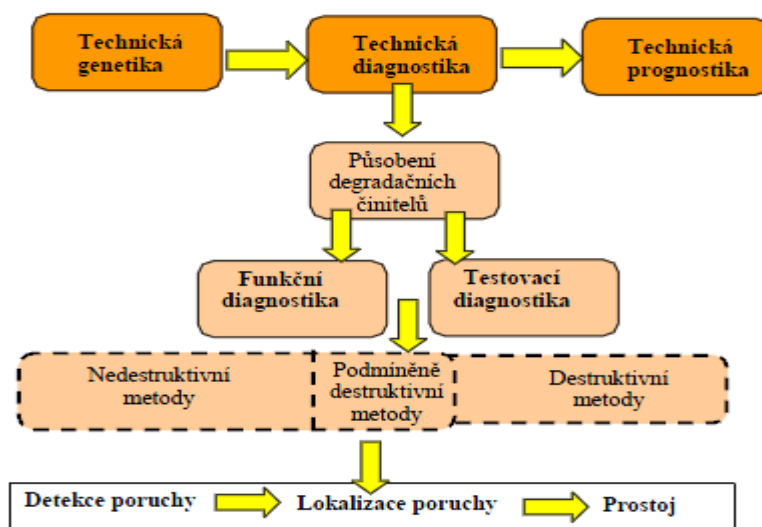 Technická
genetika
Technická
diagnostika
Technická
prognostika
Působení
degradačních
činitelů
Funkční
diagnostika
Testovací
diagnostika
Nedestruktivní
metody
Podmíněně
destruktivní
metody
Destruktivní
metody
Detekce poruchy
Lokalizace poruchy
Prostoj